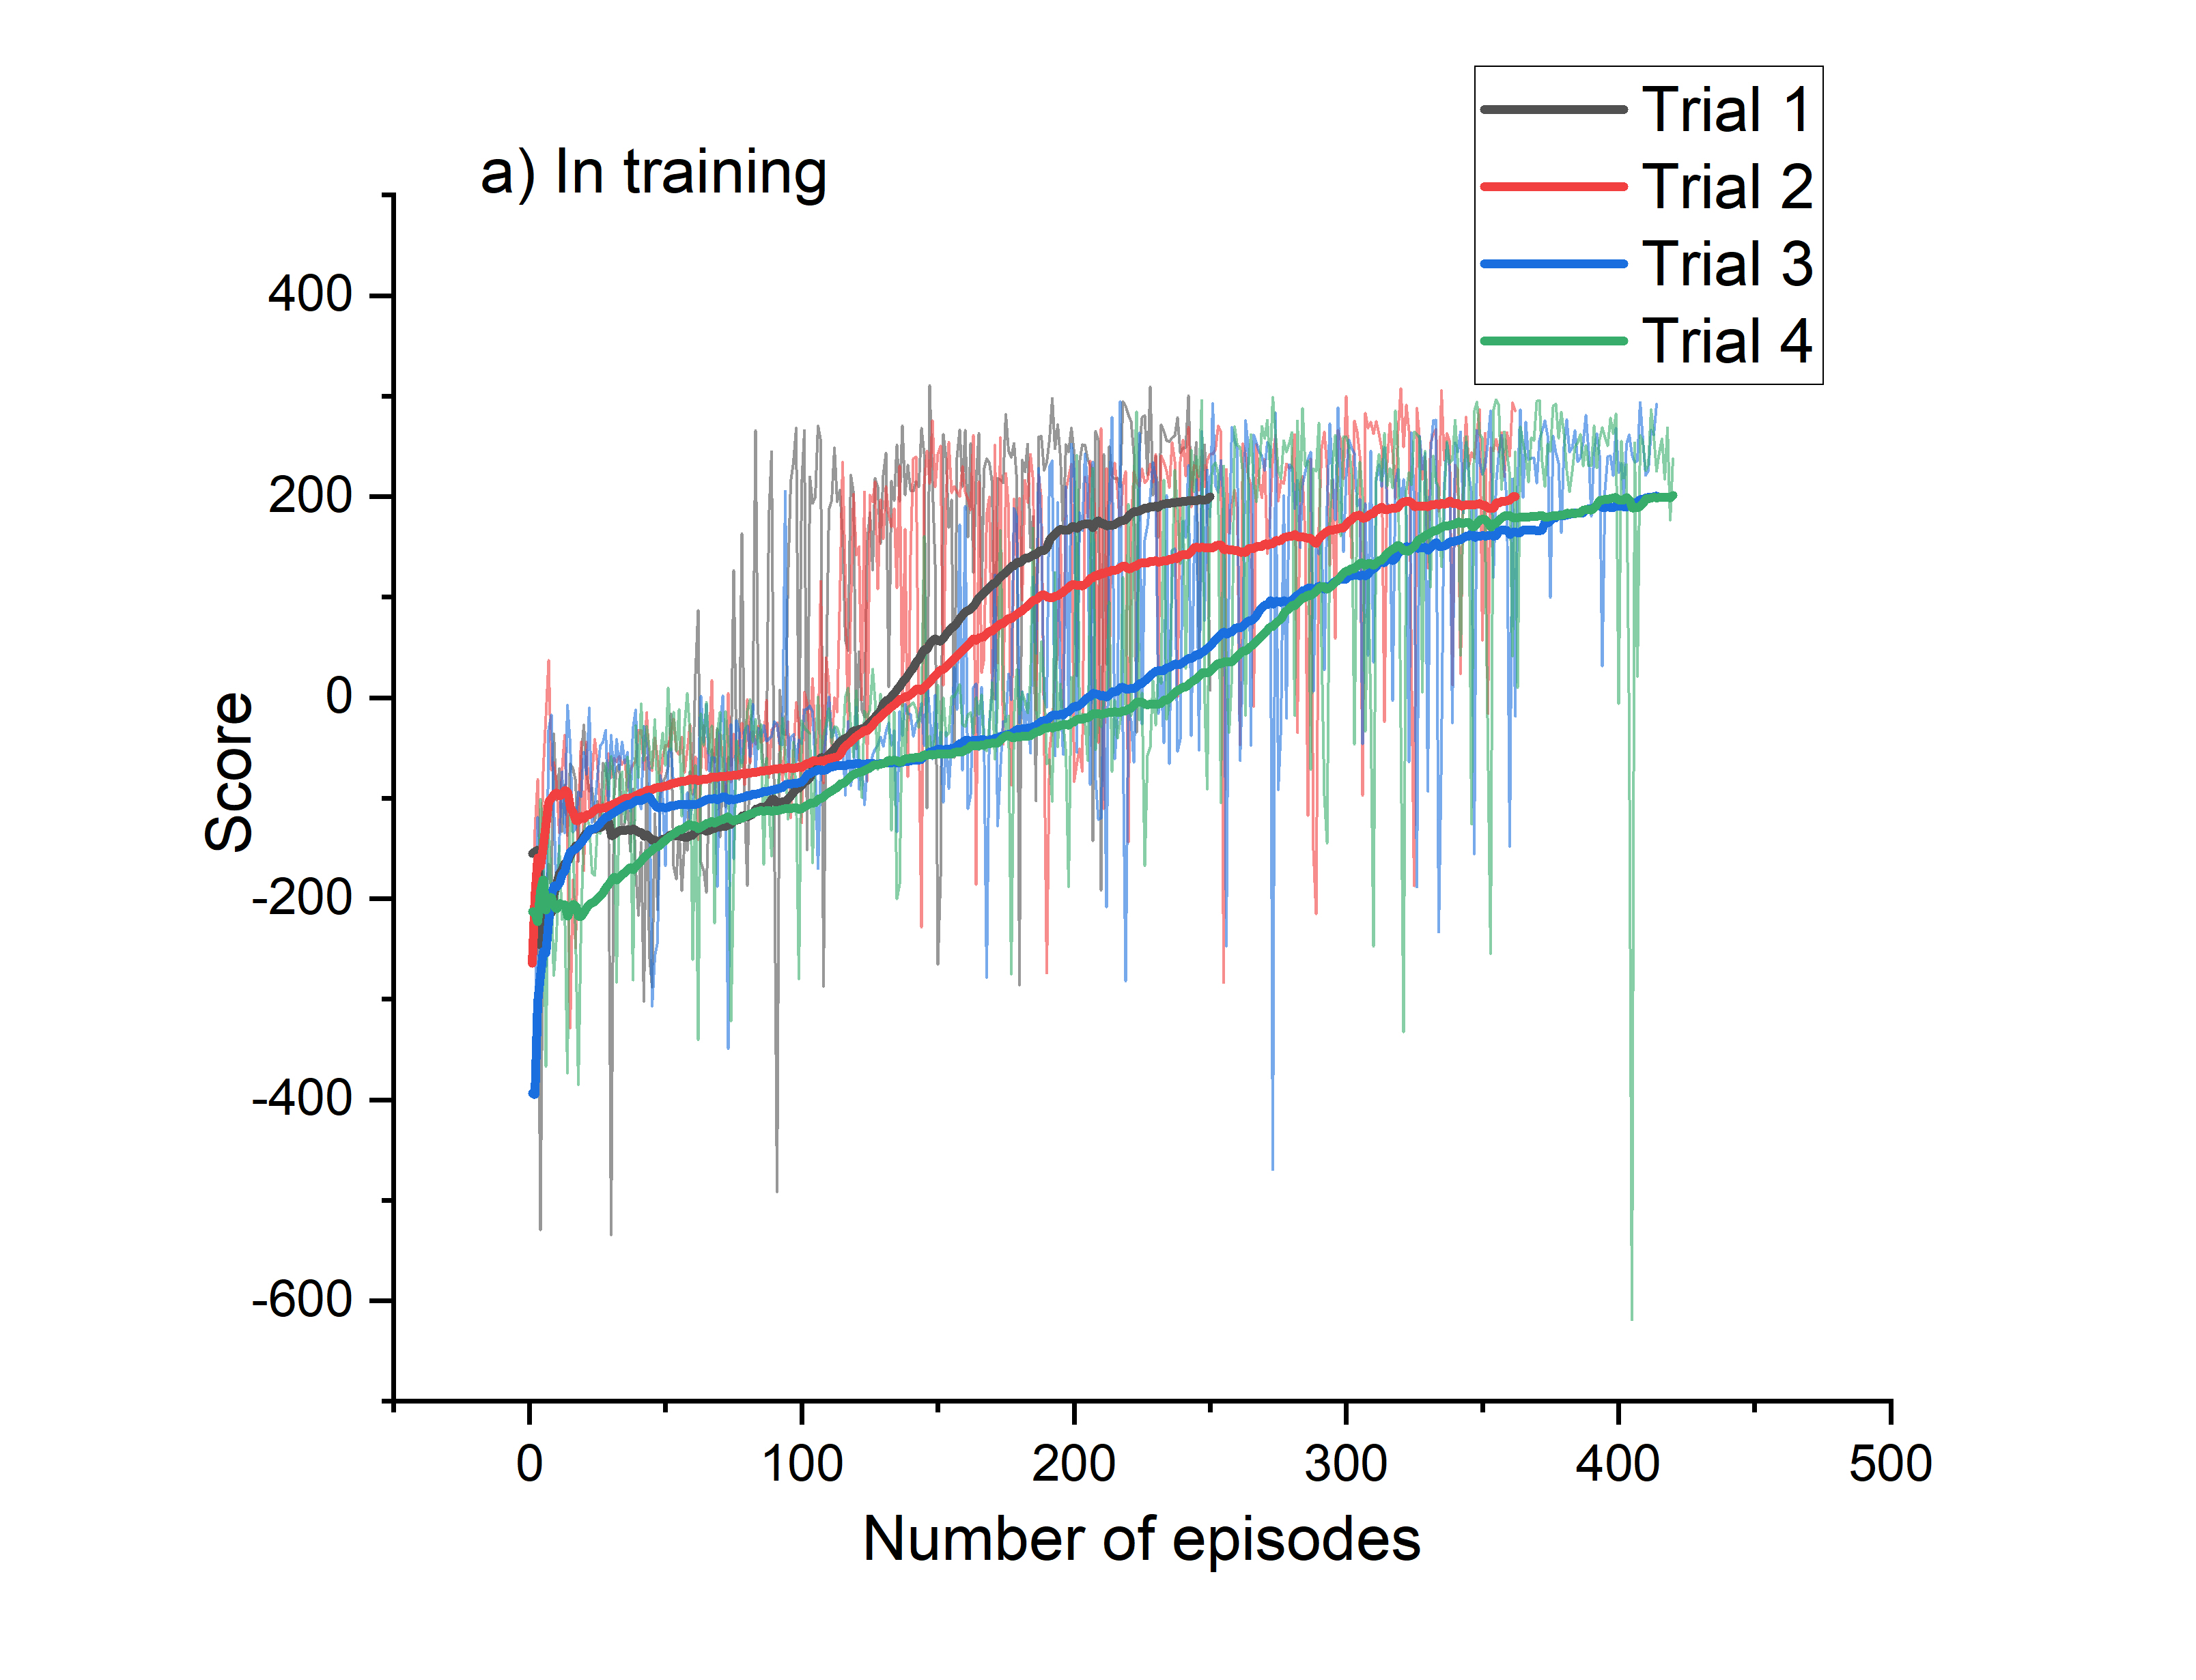 Trial 1
Trial 2
Trial 3
Trial 4
a) In training
400
200
0
-200
-400
-600
Score
0 100 200 300 400 500
Number of episodes